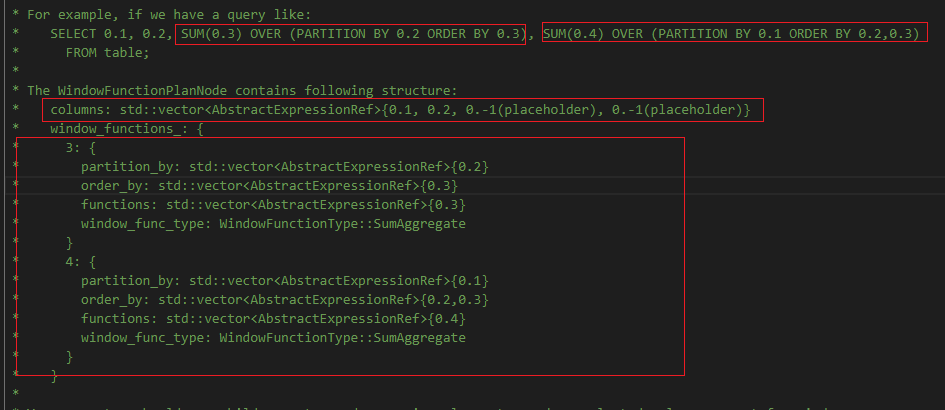 * For example, if we have a query like:
*    SELECT 0.1, 0.2, SUM(0.3) OVER (PARTITION BY 0.2 ORDER BY 0.3), SUM(0.4) OVER (PARTITION BY 0.1 ORDER BY 0.2,0.3)
*      FROM table;
*
* The WindowFunctionPlanNode contains following structure:
*    columns: std::vector<AbstractExpressionRef>{0.1, 0.2, 0.-1(placeholder), 0.-1(placeholder)}
*    window_functions_: {
*      3: {
*        partition_by: std::vector<AbstractExpressionRef>{0.2}
*        order_by: std::vector<AbstractExpressionRef>{0.3}
*        functions: std::vector<AbstractExpressionRef>{0.3}
*        window_func_type: WindowFunctionType::SumAggregate
*      }
*      4: {
*        partition_by: std::vector<AbstractExpressionRef>{0.1}
*        order_by: std::vector<AbstractExpressionRef>{0.2,0.3}
*        functions: std::vector<AbstractExpressionRef>{0.4}
*        window_func_type: WindowFunctionType::SumAggregate
*      }
*    }
*